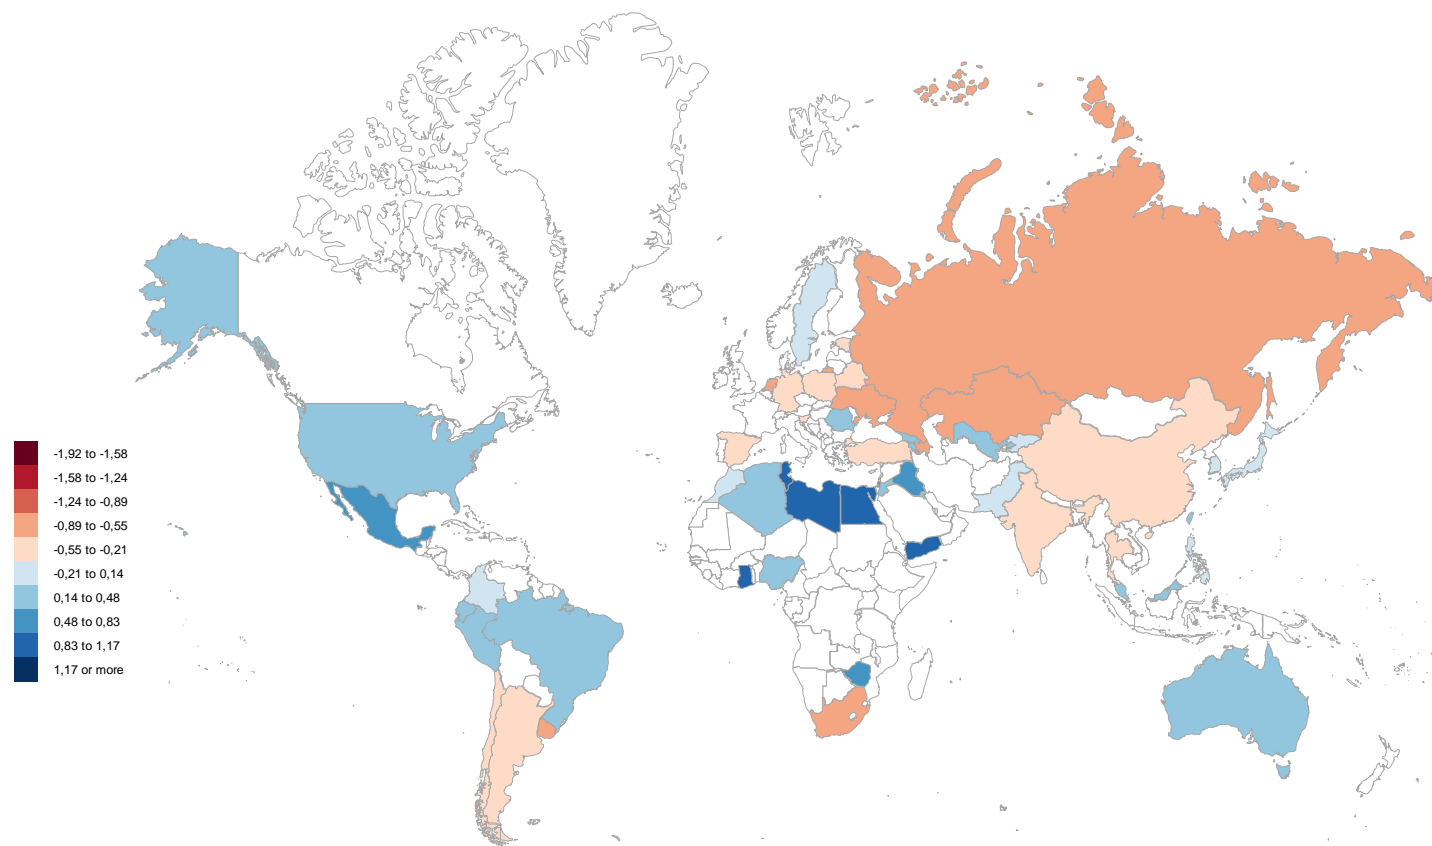 -1,92 to -1,58
-1,58 to -1,24
-1,24 to -0,89
-0,89 to -0,55
-0,55 to -0,21
-0,21 to 0,14
0,14 to 0,48
0,48 to 0,83
0,83 to 1,17
1,17 or more